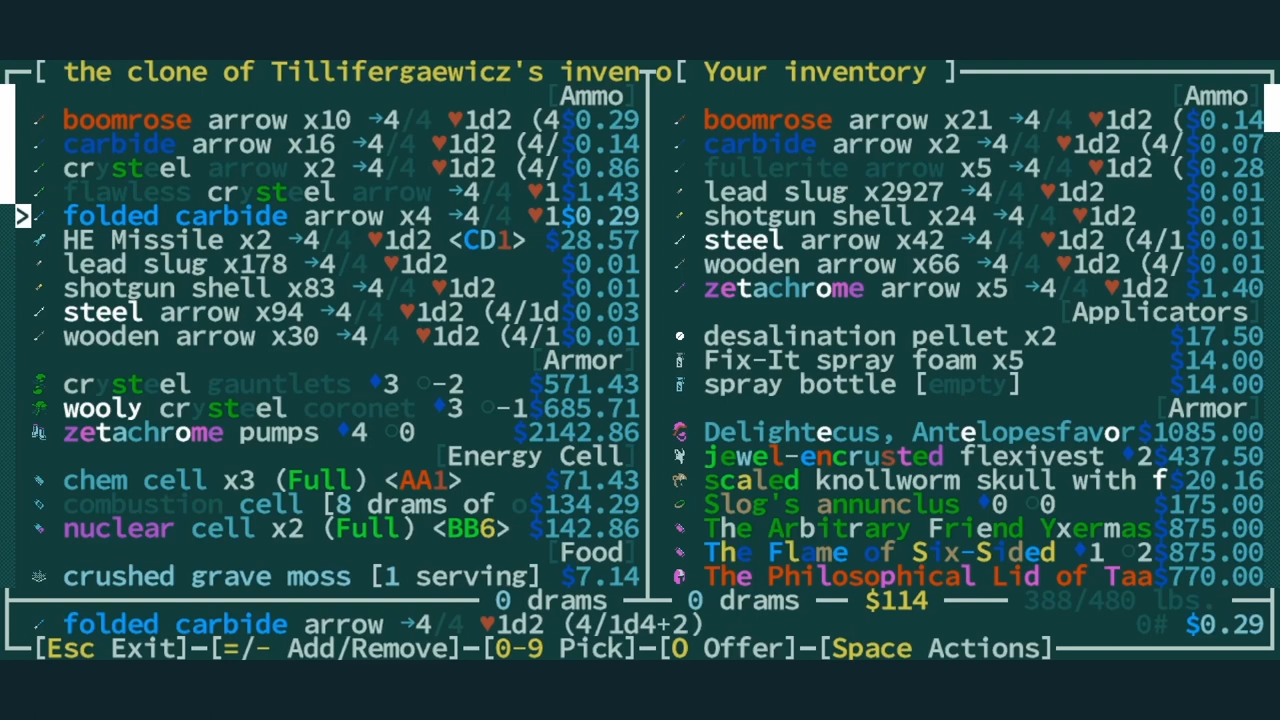 [ the clone of Tillifergaewicz's inven o
[Ammo]
boomrose arrow x10 →4/4 ♥1d2 (4 $0.29
carbide arrow x16 →4/4 ♥1d2 (4/ $0.14
crysteel arrow x2 →4/4 ♥1d2 (4/ $0.86
flawless crysteel arrow →4/4 ♥1 $1.43
> folded carbide arrow x4 →4/4 ♥1 $0.29
HE Missile x2 →4/4 ♥1d2 <CD1> $28.57
lead slug x178 →4/4 ♥1d2 $0.01
shotgun shell x83 →4/4 ♥1d2 $0.01
steel arrow x94 →4/4 ♥1d2 (4/1d $0.03
wooden arrow x30 →4/4 ♥1d2 (4/1 $0.01
[Armor]
crysteel gauntlets ♦3 ○-2 $571.43
wooly crysteel coronet ♦3 ○-1 $685.71
zetachrome pumps ♦4 ○0 $2142.86
[Energy Cell]
chem cell x3 (Full) <AA1> $71.43
combustion cell [8 drams of o $134.29
nuclear cell x2 (Full) <BB6> $142.86
[Food]
crushed grave moss [1 serving] $7.14
[ Your inventory ]
[Ammo]
boomrose arrow x21 →4/4 ♥1d2 ( $0.14
carbide arrow x2 →4/4 ♥1d2 (4/ $0.07
fullerite arrow x5 →4/4 ♥1d2 ( $0.28
lead slug x2927 →4/4 ♥1d2 $0.01
shotgun shell x24 →4/4 ♥1d2 $0.01
steel arrow x42 →4/4 ♥1d2 (4/1 $0.01
wooden arrow x66 →4/4 ♥1d2 (4/ $0.01
zetachrome arrow x5 →4/4 ♥1d2 $1.40
[Applicators]
desalination pellet x2 $17.50
Fix-It spray foam x5 $14.00
spray bottle [empty] $14.00
[Armor]
Delightecus, Antelopesfavor $1085.00
jewel-encrusted flexivest ♦2 $437.50
scaled knollworm skull with f $20.16
Slog's annunclus ♦0 ○0 $175.00
The Arbitrary Friend Yxermas $875.00
The Flame of Six-Sided ♦1 ○2 $875.00
The Philosophical Lid of Taa $770.00
0 drams 0 drams $114 388/480 lbs.
folded carbide arrow →4/4 ♥1d2 (4/1d4+2) 0# $0.29
[Esc Exit] [=/- Add/Remove] [0-9 Pick] [O Offer] [Space Actions]